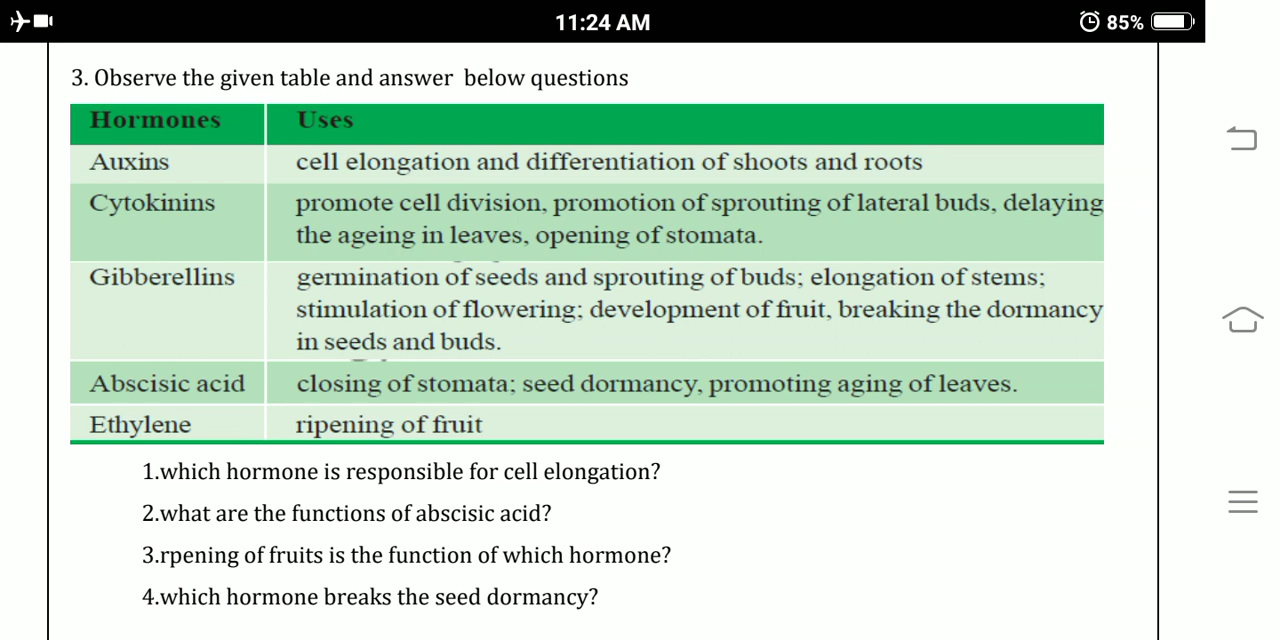 11:24 AM
85%
3. Observe the given table and answer below questions
Hormones Uses
Auxins cell elongation and differentiation of shoots and roots
Cytokinins promote cell division, promotion of sprouting of lateral buds, delaying
the ageing in leaves, opening of stomata.
Gibberellins germination of seeds and sprouting of buds; elongation of stems;
stimulation of flowering; development of fruit, breaking the dormancy
in seeds and buds.
Abscisic acid closing of stomata; seed dormancy, promoting aging of leaves.
Ethylene ripening of fruit
1.which hormone is responsible for cell elongation?
2.what are the functions of abscisic acid?
3.rpening of fruits is the function of which hormone?
4.which hormone breaks the seed dormancy?